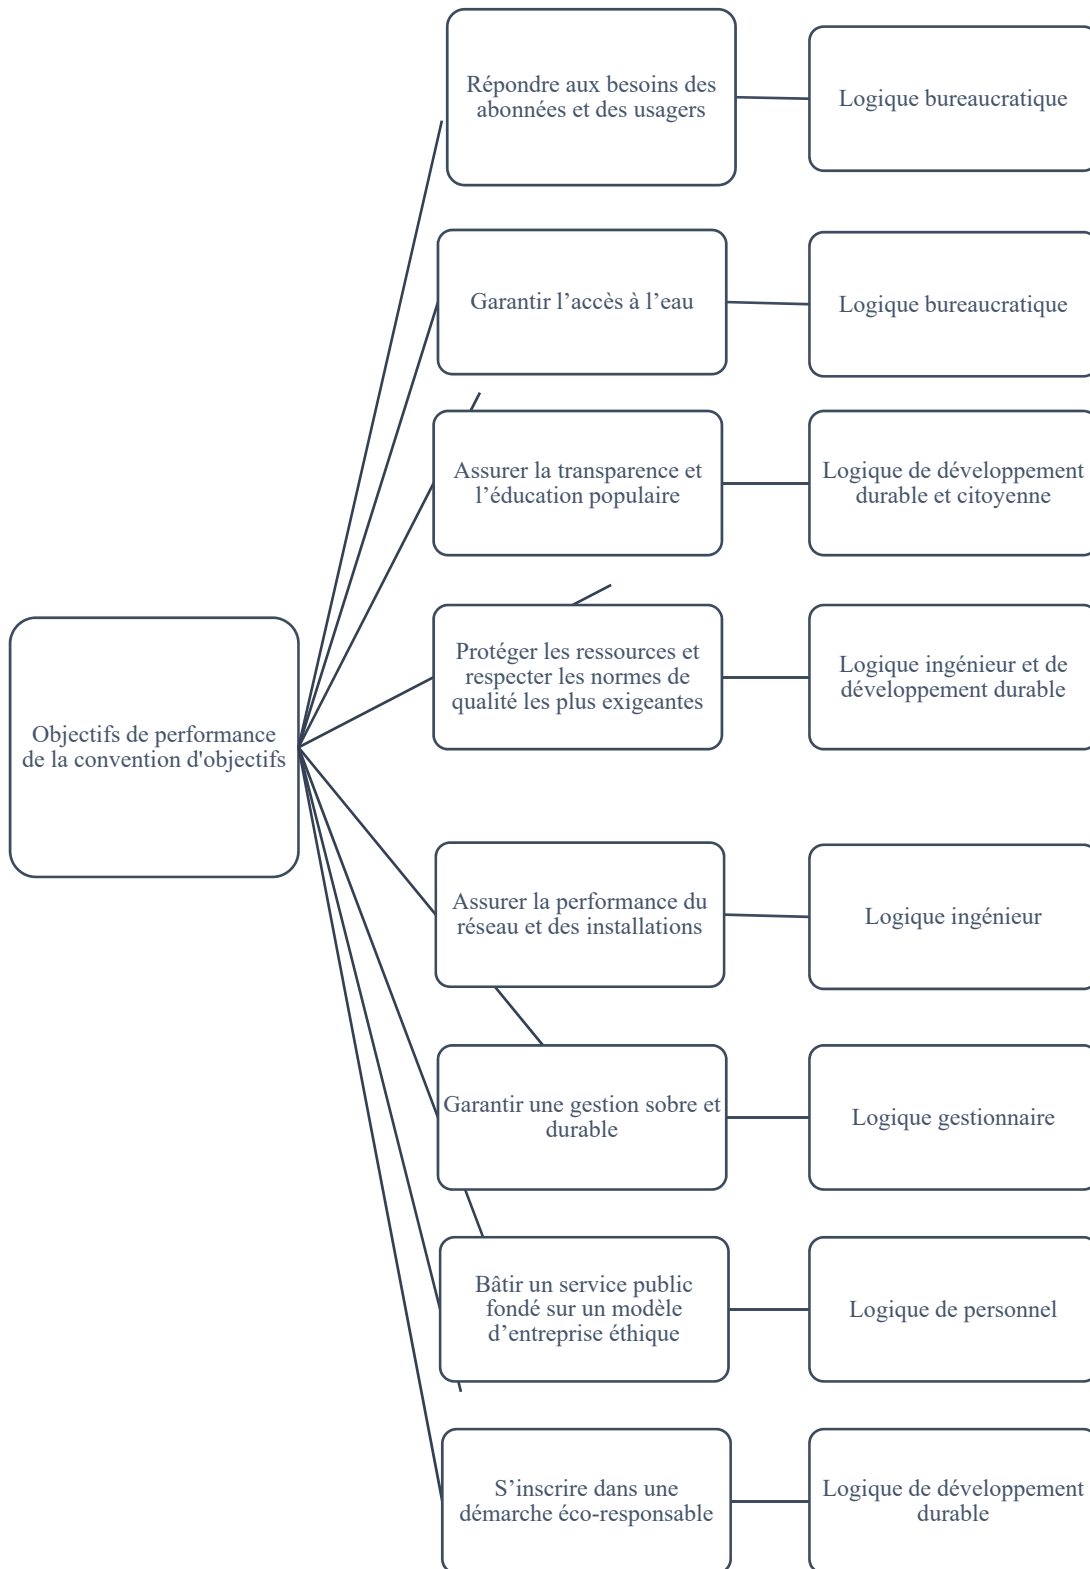 Répondre aux besoins des
abonnées et des usagers
Logique bureaucratique
Garantir l’accès à l’eau
Logique bureaucratique
Assurer la transparence et
l’éducation populaire
Logique de développement
durable et citoyenne
Protéger les ressources et
respecter les normes de
qualité les plus exigeantes
Logique ingénieur et de
développement durable
Objectifs de performance
de la convention d'objectifs
Assurer la performance du
réseau et des installations
Logique ingénieur
Garantir une gestion sobre et
durable
Logique gestionnaire
Bâtir un service public
fondé sur un modèle
d’entreprise éthique
Logique de personnel
S’inscrire dans une
démarche éco-responsable
Logique de développement
durable